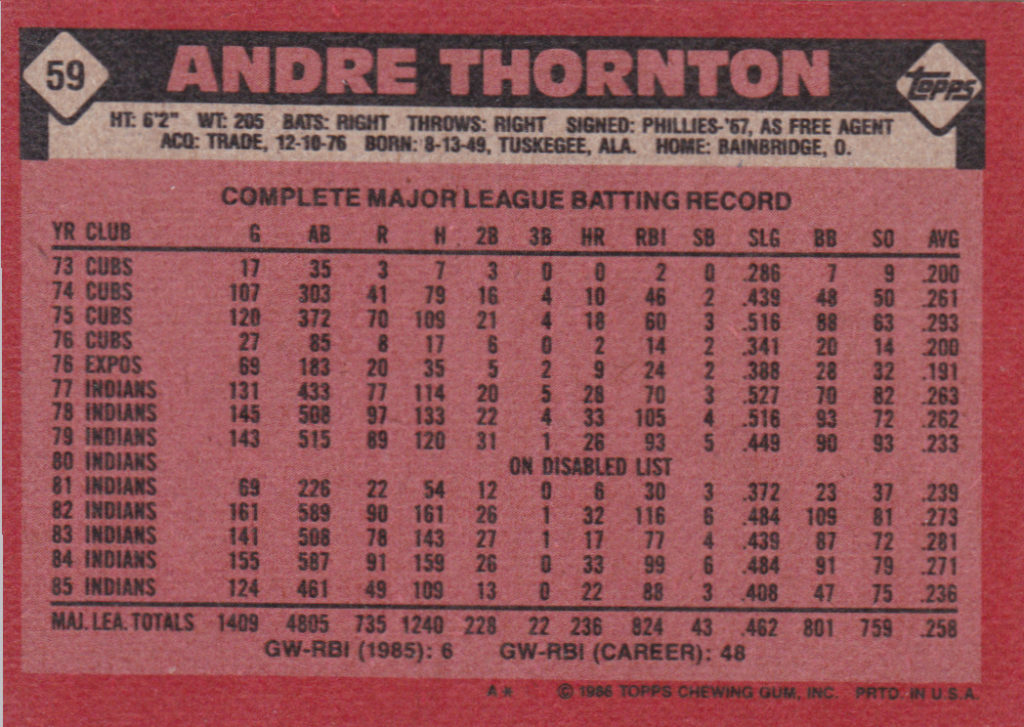 59 ANDRE THORNTON Topps
HT: 6'2" WT: 205 BATS: RIGHT THROWS: RIGHT SIGNED: PHILLIES-'67, AS FREE AGENT
ACQ: TRADE, 12-10-76 BORN: 8-13-49, TUSKEGEE, ALA. HOME: BAINBRIDGE, O.
COMPLETE MAJOR LEAGUE BATTING RECORD
YR CLUB G AB R H 2B 3B HR RBI SB SLG BB SO AVG
73 CUBS 17 35 3 7 3 0 0 2 0 .286 7 9 .200
74 CUBS 107 303 41 79 16 4 10 46 2 .439 48 50 .261
75 CUBS 120 372 70 109 21 4 18 60 3 .516 88 63 .293
76 CUBS 27 85 8 17 6 0 2 14 2 .341 20 14 .200
76 EXPOS 69 183 20 35 5 2 9 24 2 .388 28 32 .191
77 INDIANS 131 433 77 114 20 5 28 70 3 .527 70 82 .263
78 INDIANS 145 508 97 133 22 4 33 105 4 .516 93 72 .262
79 INDIANS 143 515 89 120 31 1 26 93 5 .449 90 93 .233
80 INDIANS ON DISABLED LIST
81 INDIANS 69 226 22 54 12 0 6 30 3 .372 23 37 .239
82 INDIANS 161 589 90 161 26 1 32 116 6 .484 109 81 .273
83 INDIANS 141 508 78 143 27 1 17 77 4 .439 87 72 .281
84 INDIANS 155 587 91 159 26 0 33 99 6 .484 91 79 .271
85 INDIANS 124 461 49 109 13 0 22 88 3 .408 47 75 .236
MAJ. LEA. TOTALS 1409 4805 735 1240 228 22 236 824 43 .462 801 759 .258
GW-RBI (1985): 6 GW-RBI (CAREER): 48
A* © 1986 TOPPS CHEWING GUM, INC. PRTD. IN U.S.A.